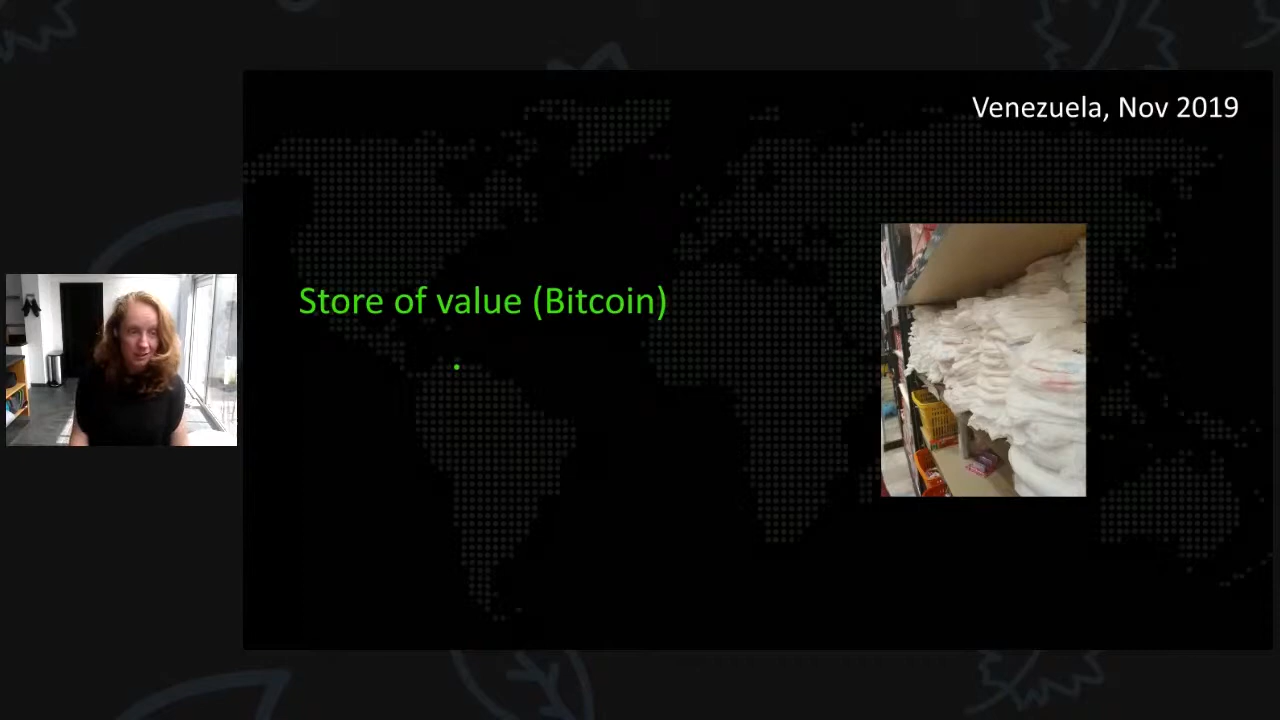 Venezuela, Nov 2019
Store of value (Bitcoin)